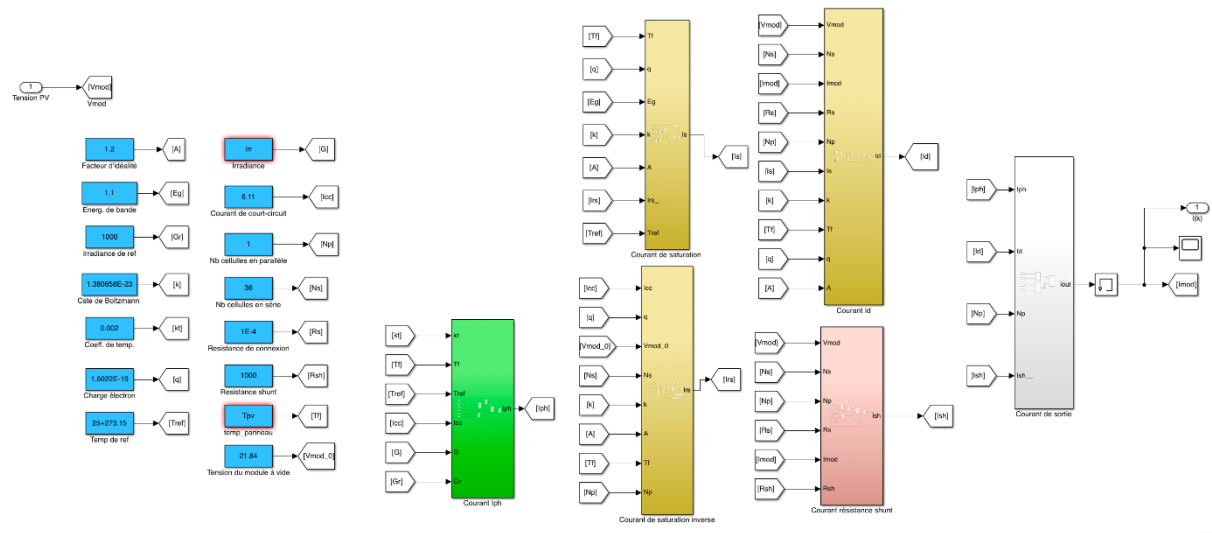 1
Tension PV
[Vmod]
Vmod
1.2
Facteur d'idéalité
[A]
1.1
Energ. de bande
[Eg]
1000
Irradiance de ref
[Gr]
1.380658E-23
Cste de Boltzmann
[k]
0.002
Coeff. de temp.
[kt]
1.6022E-19
Charge électron
[q]
25+273.15
Temp de ref
[Tref]
Irr
Irradiance
[G]
8.11
Courant de court-circuit
[Icc]
1
Nb cellules en parallèle
[Np]
36
Nb cellules en série
[Ns]
1E-4
Resistance de connexion
[Rs]
1000
Resistance shunt
[Rsh]
Tpv
temp_panneau
[Tf]
21.84
Tension du module à vide
[Vmod_0]
[kt]
kt
[Tf]
Tf
[Tref]
Tref
[Icc]
Icc
[G]
G
[Gr]
Gr
Iph
[Iph]
Courant Iph
[Tf]
Tf
[q]
q
[Eg]
Eg
[k]
k
[A]
A
[Irs]
Irs_
[Tref]
Tref
Is
[Is]
Courant de saturation
[Icc]
Icc
[q]
q
[Vmod_0]
Vmod_0
[Ns]
Ns
[k]
k
[A]
A
[Tf]
Tf
[Np]
Np
Irs
[Irs]
Courant de saturation inverse
[Vmod]
Vmod
[Ns]
Ns
[Imod]
Imod
[Rs]
Rs
[Np]
Np
[Is]
Is
[k]
k
[Tf]
Tf
[q]
q
[A]
A
Id
[Id]
Courant Id
[Vmod]
Vmod
[Ns]
Ns
[Np]
Np
[Rs]
Rs
[Imod]
Imod
[Rsh]
Rsh
Ish
[Ish]
Courant résistance shunt
[Iph]
Iph
[Id]
Id
[Np]
Np
[Ish]
Ish__
Iout
Courant de sortie
1
I(k)
[Imod]